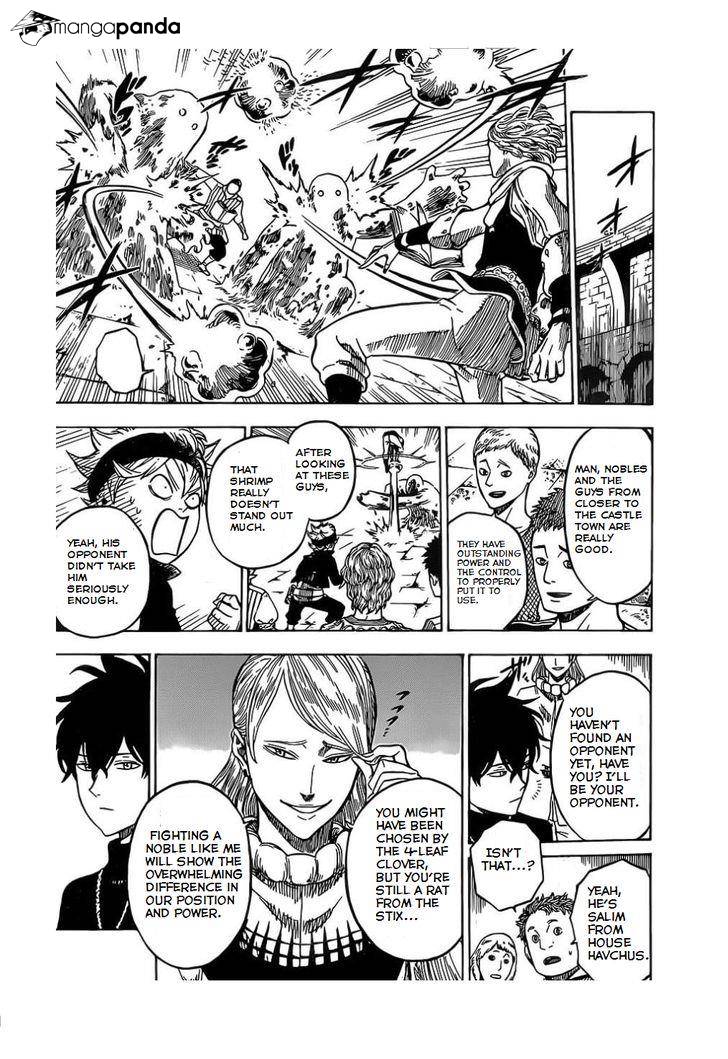 mangapanda
MAN, NOBLES
AND THE
GUYS FROM
CLOSER TO
THE CASTLE
TOWN ARE
REALLY
GOOD.
THEY HAVE
OUTSTANDING
POWER AND
THE CONTROL
TO PROPERLY
PUT IT TO
USE.
AFTER
LOOKING
AT THESE
GUYS,
THAT
SHRIMP
REALLY
DOESN'T
STAND OUT
MUCH.
YEAH, HIS
OPPONENT
DIDN'T TAKE
HIM
SERIOUSLY
ENOUGH.
YOU
HAVEN'T
FOUND AN
OPPONENT
YET, HAVE
YOU? I'LL
BE YOUR
OPPONENT.
ISN'T
THAT...?
YEAH,
HE'S
SALIM
FROM
HOUSE
HAVCHUS.
YOU MIGHT
HAVE BEEN
CHOSEN BY
THE 4-LEAF
CLOVER,
BUT YOU'RE
STILL A RAT
FROM THE
STIX...
FIGHTING A
NOBLE LIKE ME
WILL SHOW THE
OVERWHELMING
DIFFERENCE IN
OUR POSITION
AND POWER.